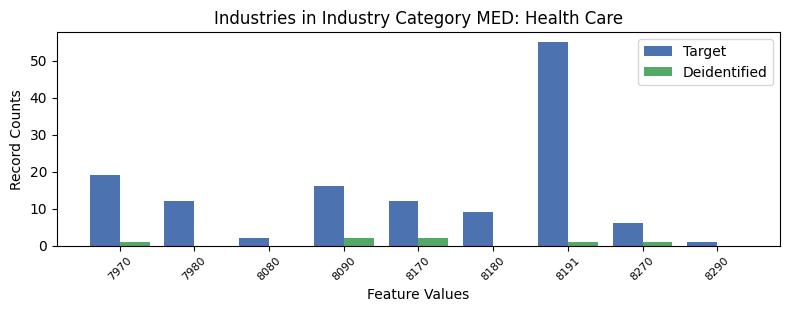 Industries in Industry Category MED: Health Care
Target
Deidentified
Record Counts
50
40
30
20
10
0
7970 7980 8080 8090 8170 8180 8191 8270 8290
Feature Values